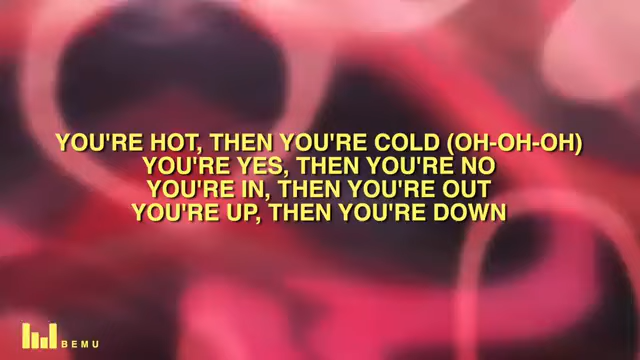 YOU'RE HOT, THEN YOU'RE COLD (OH-OH-OH)
YOU'RE YES, THEN YOU'RE NO
YOU'RE IN, THEN YOU'RE OUT
YOU'RE UP, THEN YOU'RE DOWN
BEMU